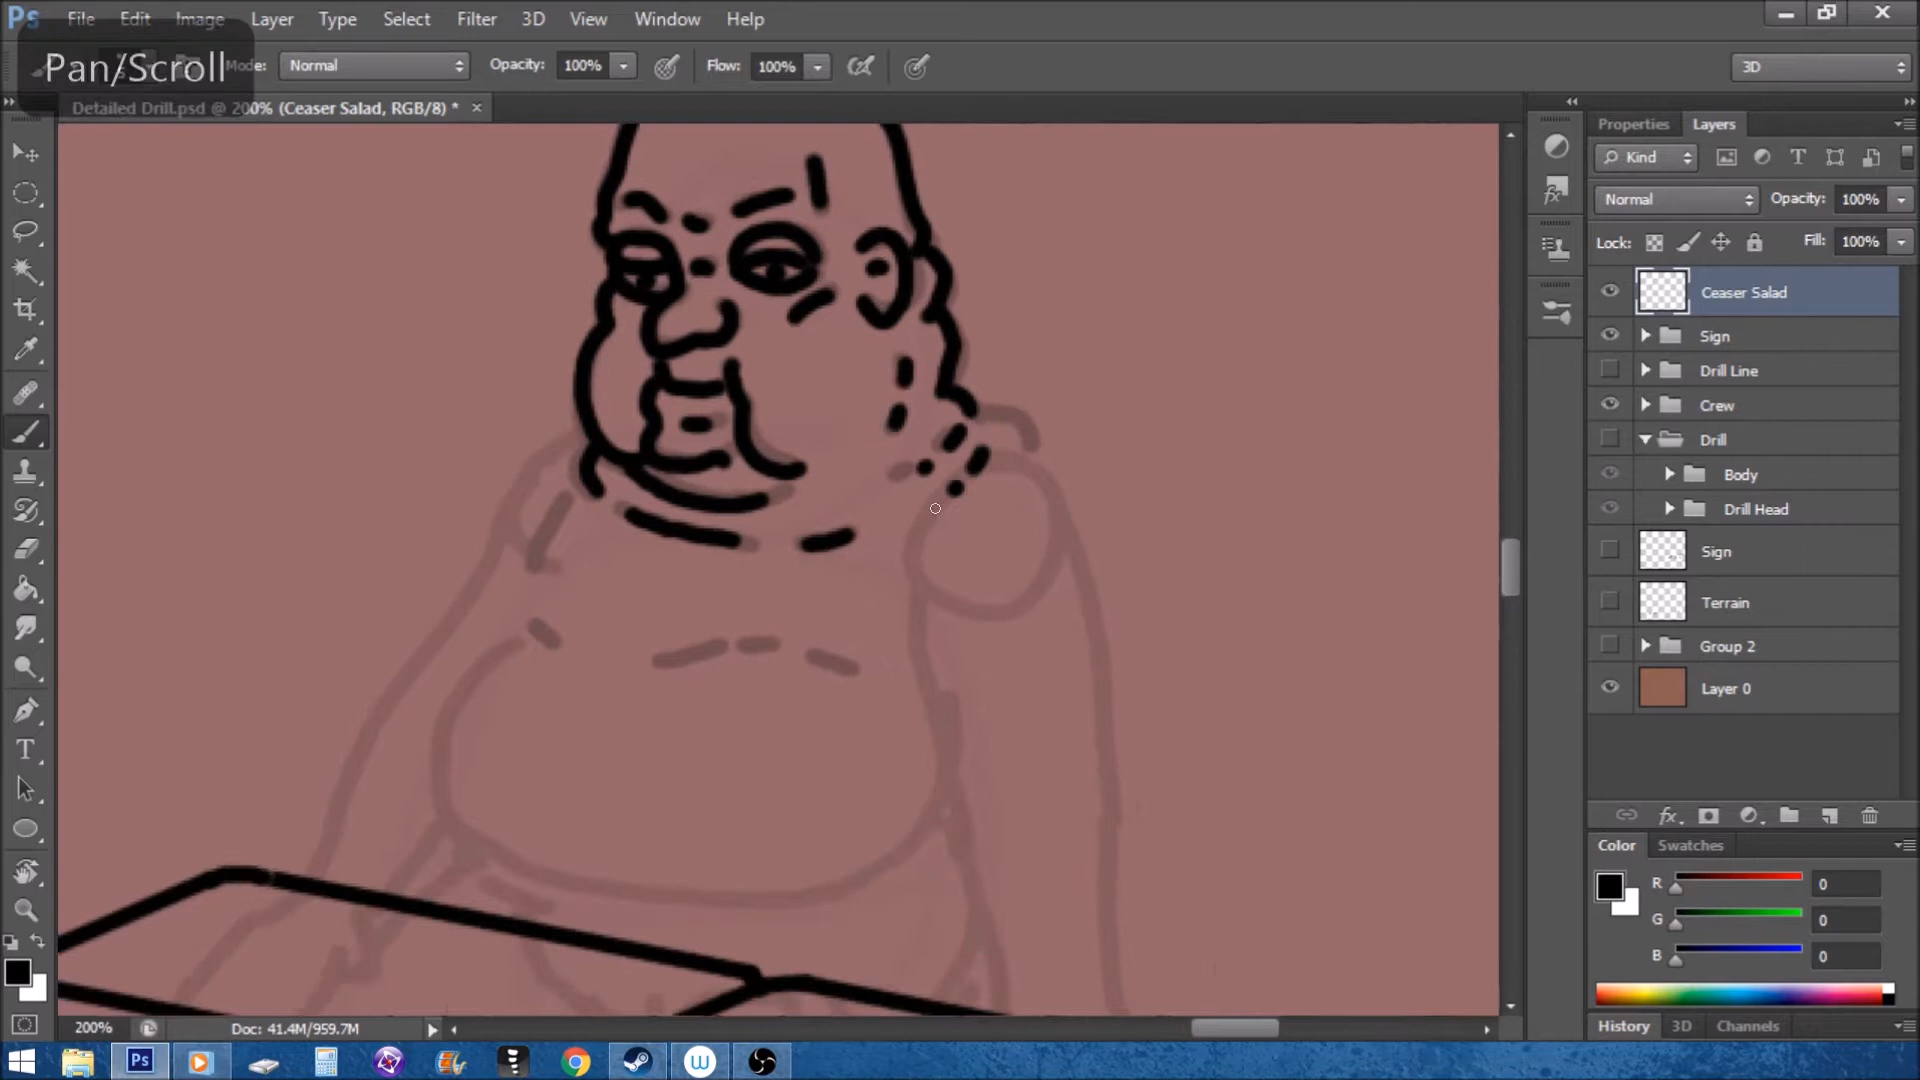 Ps File Edit Image Layer Type Select Filter 3D View Window Help
Pan/Scroll Mode: Normal Opacity: 100% Flow: 100% 3D
Detailed Drill.psd @ 200% (Ceaser Salad, RGB/8) *
Properties Layers
Kind
Normal Opacity: 100%
Lock: Fill: 100%
Ceaser Salad
Sign
Drill Line
Crew
Drill
Body
Drill Head
Sign
Terrain
Group 2
Layer 0
Color Swatches
R 0
G 0
B 0
200% Doc: 41.4M/959.7M
History 3D Channels
Ps